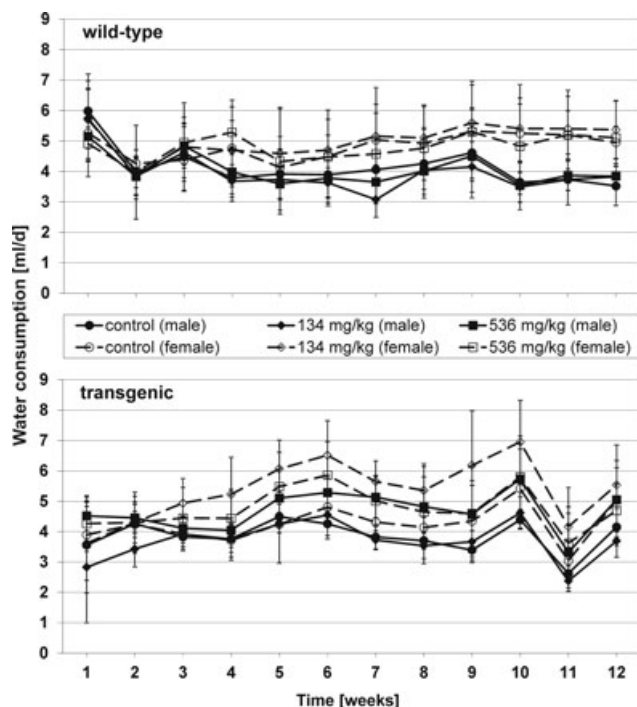 wild-type
9
8
7
6
5
4
3
2
1
0
Water consumption [ml/d]
control (male) 134 mg/kg (male) 536 mg/kg (male)
control (female) 134 mg/kg (female) 536 mg/kg (female)
transgenic
9
8
7
6
5
4
3
2
1
0
1 2 3 4 5 6 7 8 9 10 11 12
Time [weeks]